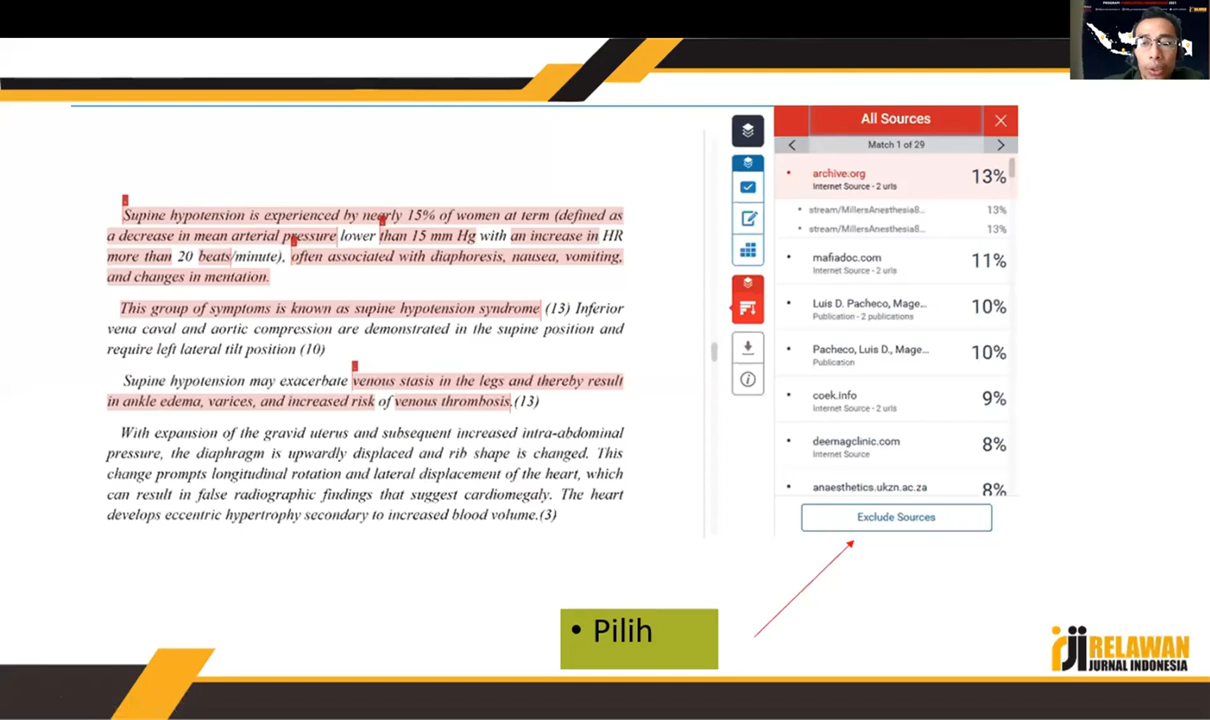 Supine hypotension is experienced by nearly 15% of women at term (defined as
a decrease in mean arterial pressure lower than 15 mm Hg with an increase in HR
more than 20 beats/minute), often associated with diaphoresis, nausea, vomiting,
and changes in mentation.
This group of symptoms is known as supine hypotension syndrome (13) Inferior
vena caval and aortic compression are demonstrated in the supine position and
require left lateral tilt position (10)
Supine hypotension may exacerbate venous stasis in the legs and thereby result
in ankle edema, varices, and increased risk of venous thrombosis.(13)
With expansion of the gravid uterus and subsequent increased intra-abdominal
pressure, the diaphragm is upwardly displaced and rib shape is changed. This
change prompts longitudinal rotation and lateral displacement of the heart, which
can result in false radiographic findings that suggest cardiomegaly. The heart
develops eccentric hypertrophy secondary to increased blood volume.(3)
All Sources
Match 1 of 29
archive.org 13%
Internet Source - 2 urls
stream/MillersAnesthesia8... 13%
stream/MillersAnesthesia8... 13%
mafiadoc.com 11%
Internet Source - 2 urls
Luis D. Pacheco, Mage... 10%
Publication - 2 publications
Pacheco, Luis D., Mage... 10%
Publication
coek.info 9%
Internet Source - 2 urls
deemagclinic.com 8%
Internet Source
anaesthetics.ukzn.ac.za 8%
Exclude Sources
• Pilih
RELAWAN
JURNAL INDONESIA